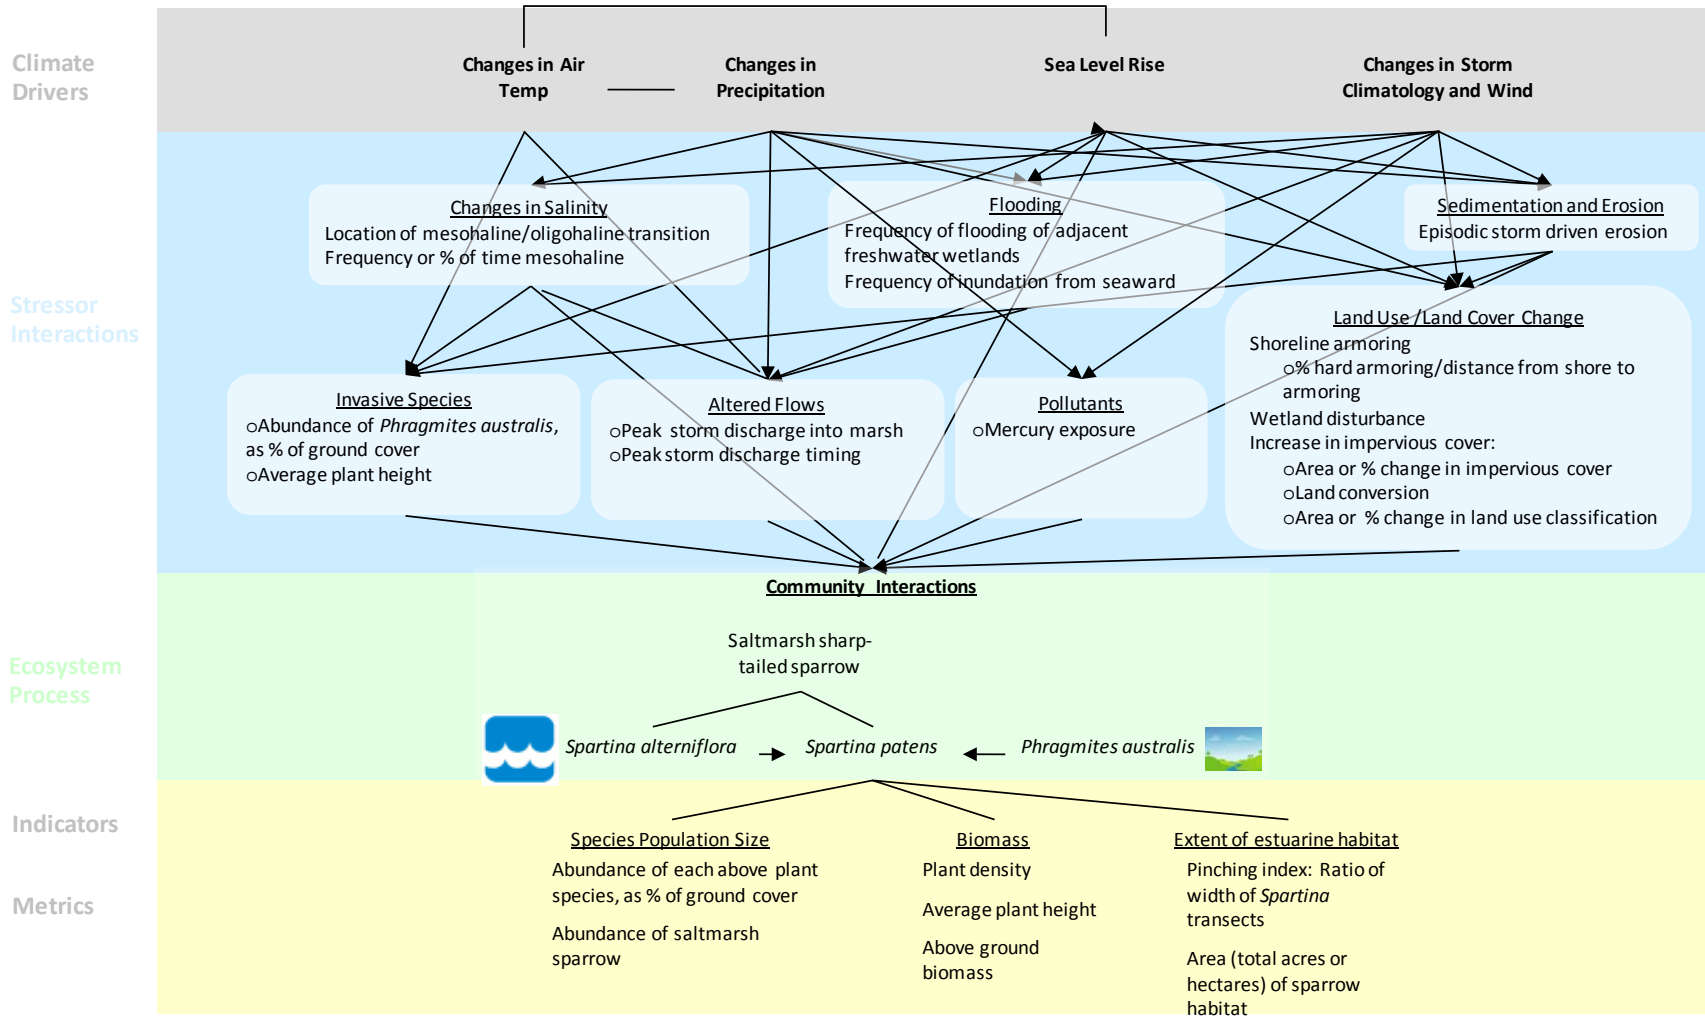 Climate
Drivers
Changes in Air
Temp
Changes in
Precipitation
Sea Level Rise
Changes in Storm
Climatology and Wind
Stressor
Interactions
Changes in Salinity
Location of mesohaline/oligohaline transition
Frequency or % of time mesohaline
Flooding
Frequency of flooding of adjacent
freshwater wetlands
Frequency of inundation from seaward
Sedimentation and Erosion
Episodic storm driven erosion
Land Use /Land Cover Change
Shoreline armoring
o% hard armoring/distance from shore to
armoring
Wetland disturbance
Increase in impervious cover:
oArea or % change in impervious cover
oLand conversion
oArea or % change in land use classification
Invasive Species
oAbundance of Phragmites australis,
as % of ground cover
oAverage plant height
Altered Flows
oPeak storm discharge into marsh
oPeak storm discharge timing
Pollutants
oMercury exposure
Ecosystem
Process
Community Interactions
Saltmarsh sharp-
tailed sparrow
Spartina alterniflora
Spartina patens
Phragmites australis
Indicators
Metrics
Species Population Size
Abundance of each above plant
species, as % of ground cover
Abundance of saltmarsh
sparrow
Biomass
Plant density
Average plant height
Above ground
biomass
Extent of estuarine habitat
Pinching index: Ratio of
width of Spartina
transects
Area (total acres or
hectares) of sparrow
habitat